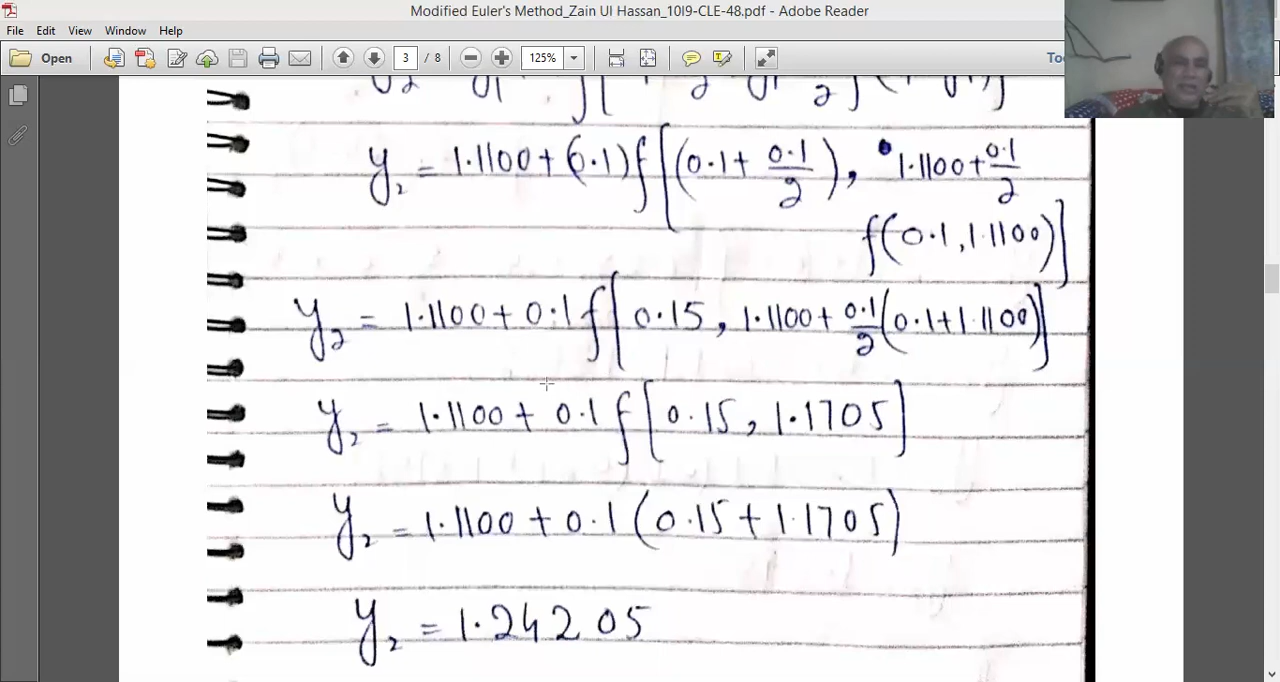 Modified Euler's Method_Zain Ul Hassan_10I9-CLE-48.pdf - Adobe Reader
File Edit View Window Help
Open 3 / 8 125%
y₂ = 1.1100 + (0.1) f [(0.1 + 0.1/2), 1.1100 + 0.1/2
f(0.1, 1.1100)]
y₂ = 1.1100 + 0.1 f [0.15, 1.1100 + 0.1/2 (0.1 + 1.1100)]
y₂ = 1.1100 + 0.1 f [0.15, 1.1705]
y₂ = 1.1100 + 0.1 (0.15 + 1.1705)
y₂ = 1.24205